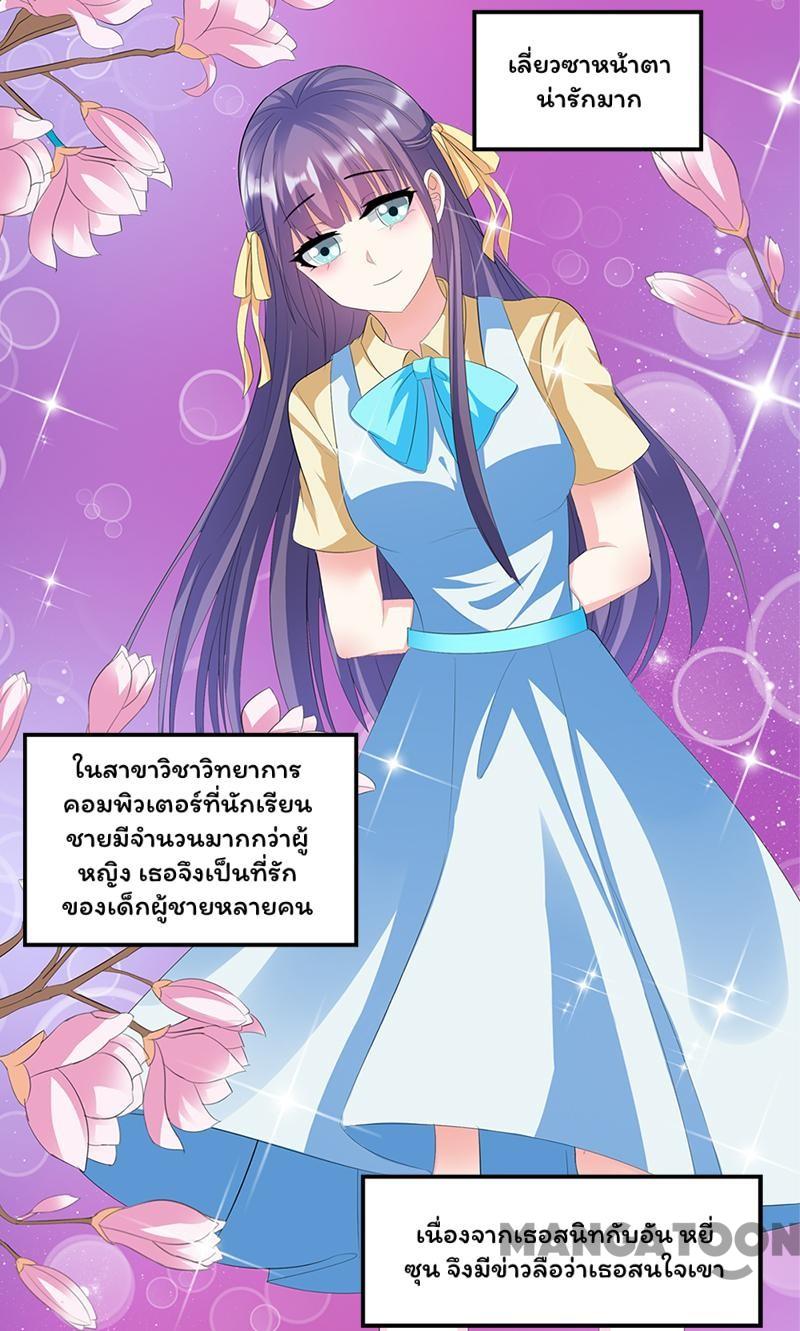 เลี่ยวซาหน้าตา
น่ารักมาก
ในสาขาวิชาวิทยาการ
คอมพิวเตอร์ที่นักเรียน
ชายมีจำนวนมากกว่าผู้
หญิง เธอจึงเป็นที่รัก
ของเด็กผู้ชายหลายคน
เนื่องจากเธอสนิทกับอัน หยี่
ซุน จึงมีข่าวลือว่าเธอสนใจเขา
MANGATOON